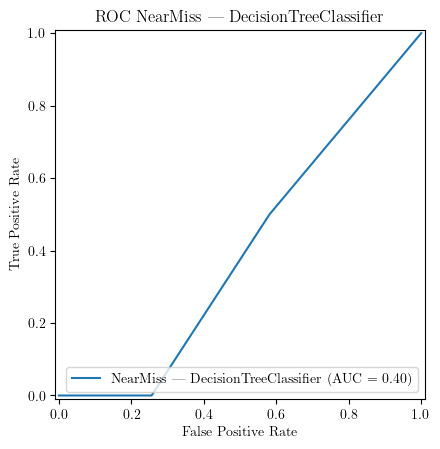 ROC NearMiss — DecisionTreeClassifier
1.0
0.8
0.6
0.4
0.2
0.0
True Positive Rate
NearMiss — DecisionTreeClassifier (AUC = 0.40)
0.0 0.2 0.4 0.6 0.8 1.0
False Positive Rate